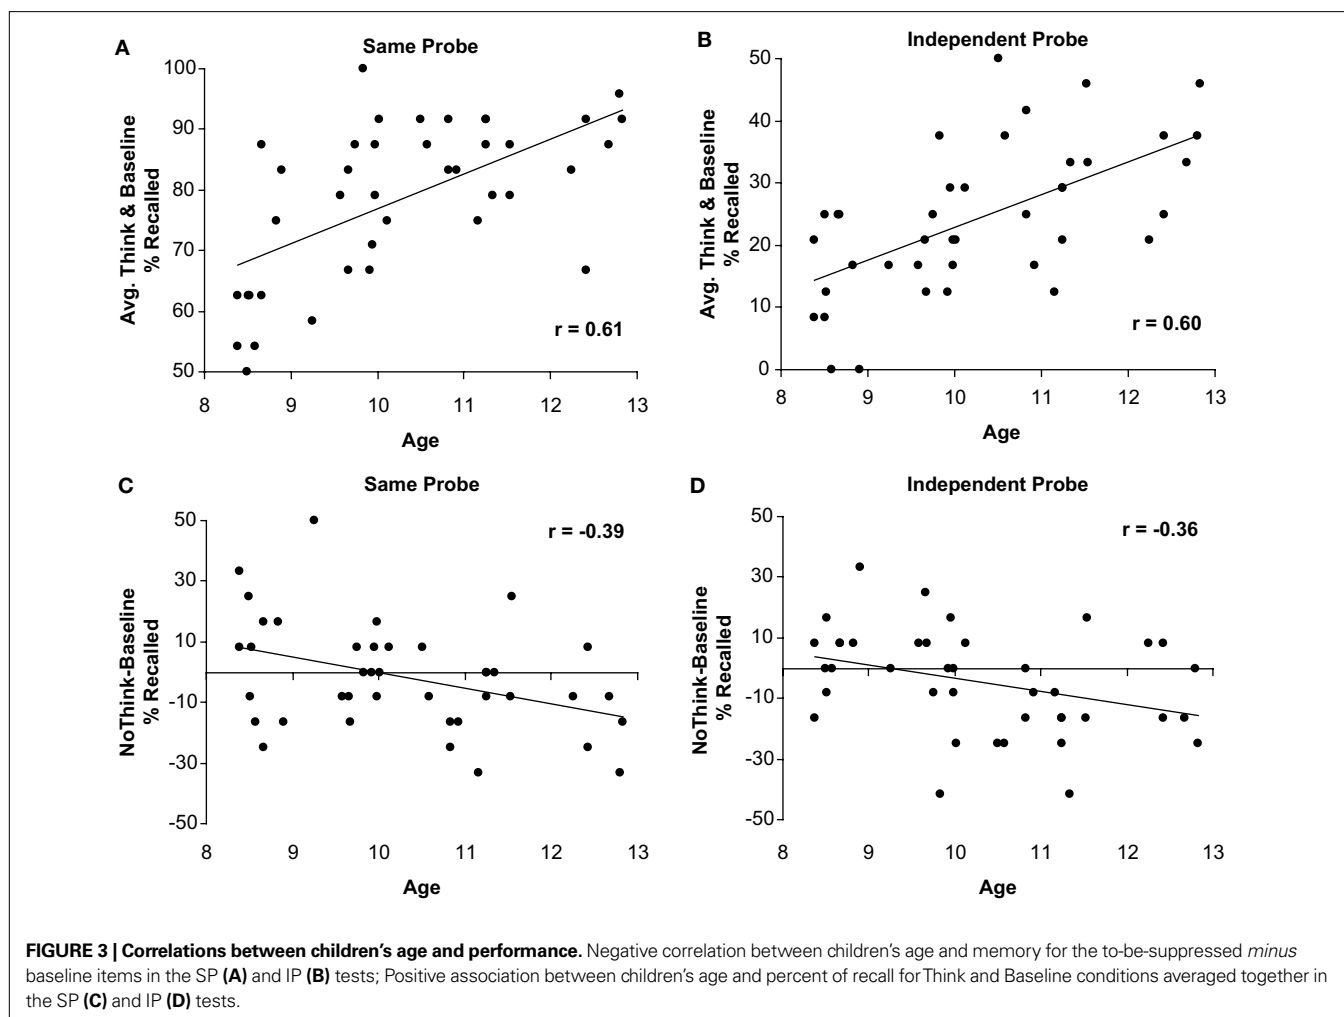 A
Same Probe
Avg. Think & Baseline
% Recalled
100
90
80
70
60
50
r = 0.61
8 9 10 11 12 13
Age
B
Independent Probe
Avg. Think & Baseline
% Recalled
50
40
30
20
10
0
r = 0.60
8 9 10 11 12 13
Age
C
Same Probe
NoThink-Baseline
% Recalled
50
30
10
-10
-30
-50
r = -0.39
8 9 10 11 12 13
Age
D
Independent Probe
NoThink-Baseline
% Recalled
50
30
10
-10
-30
-50
r = -0.36
8 9 10 11 12 13
Age
FIGURE 3 | Correlations between children’s age and performance. Negative correlation between children’s age and memory for the to-be-suppressed minus
baseline items in the SP (A) and IP (B) tests; Positive association between children’s age and percent of recall for Think and Baseline conditions averaged together in
the SP (C) and IP (D) tests.